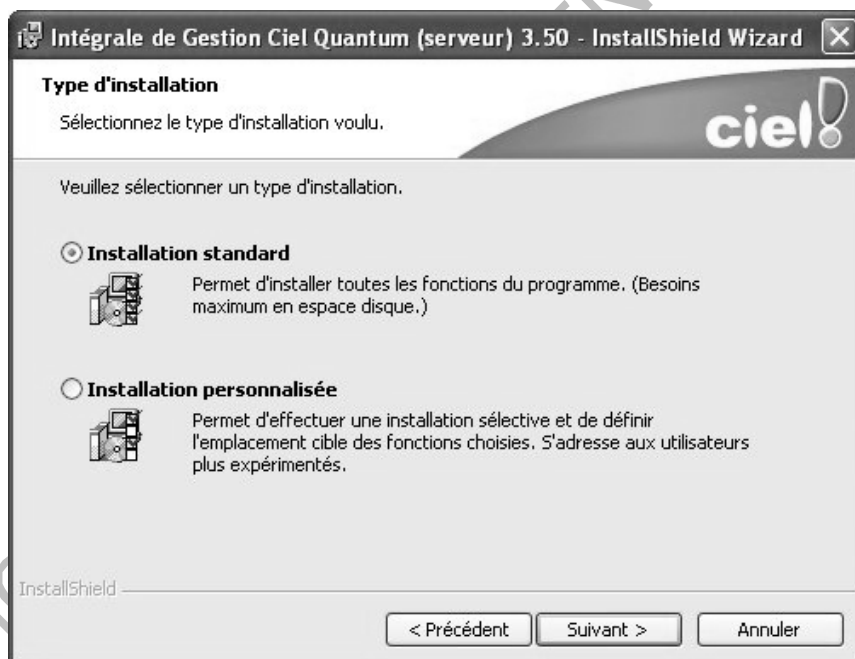 Intégrale de Gestion Ciel Quantum (serveur) 3.50 - InstallShield Wizard
Type d'installation
Sélectionnez le type d'installation voulu.
ciel!
Veuillez sélectionner un type d'installation.
Installation standard
Permet d'installer toutes les fonctions du programme. (Besoins
maximum en espace disque.)
Installation personnalisée
Permet d'effectuer une installation sélective et de définir
l'emplacement cible des fonctions choisies. S'adresse aux utilisateurs
plus expérimentés.
InstallShield
< Précédent
Suivant >
Annuler